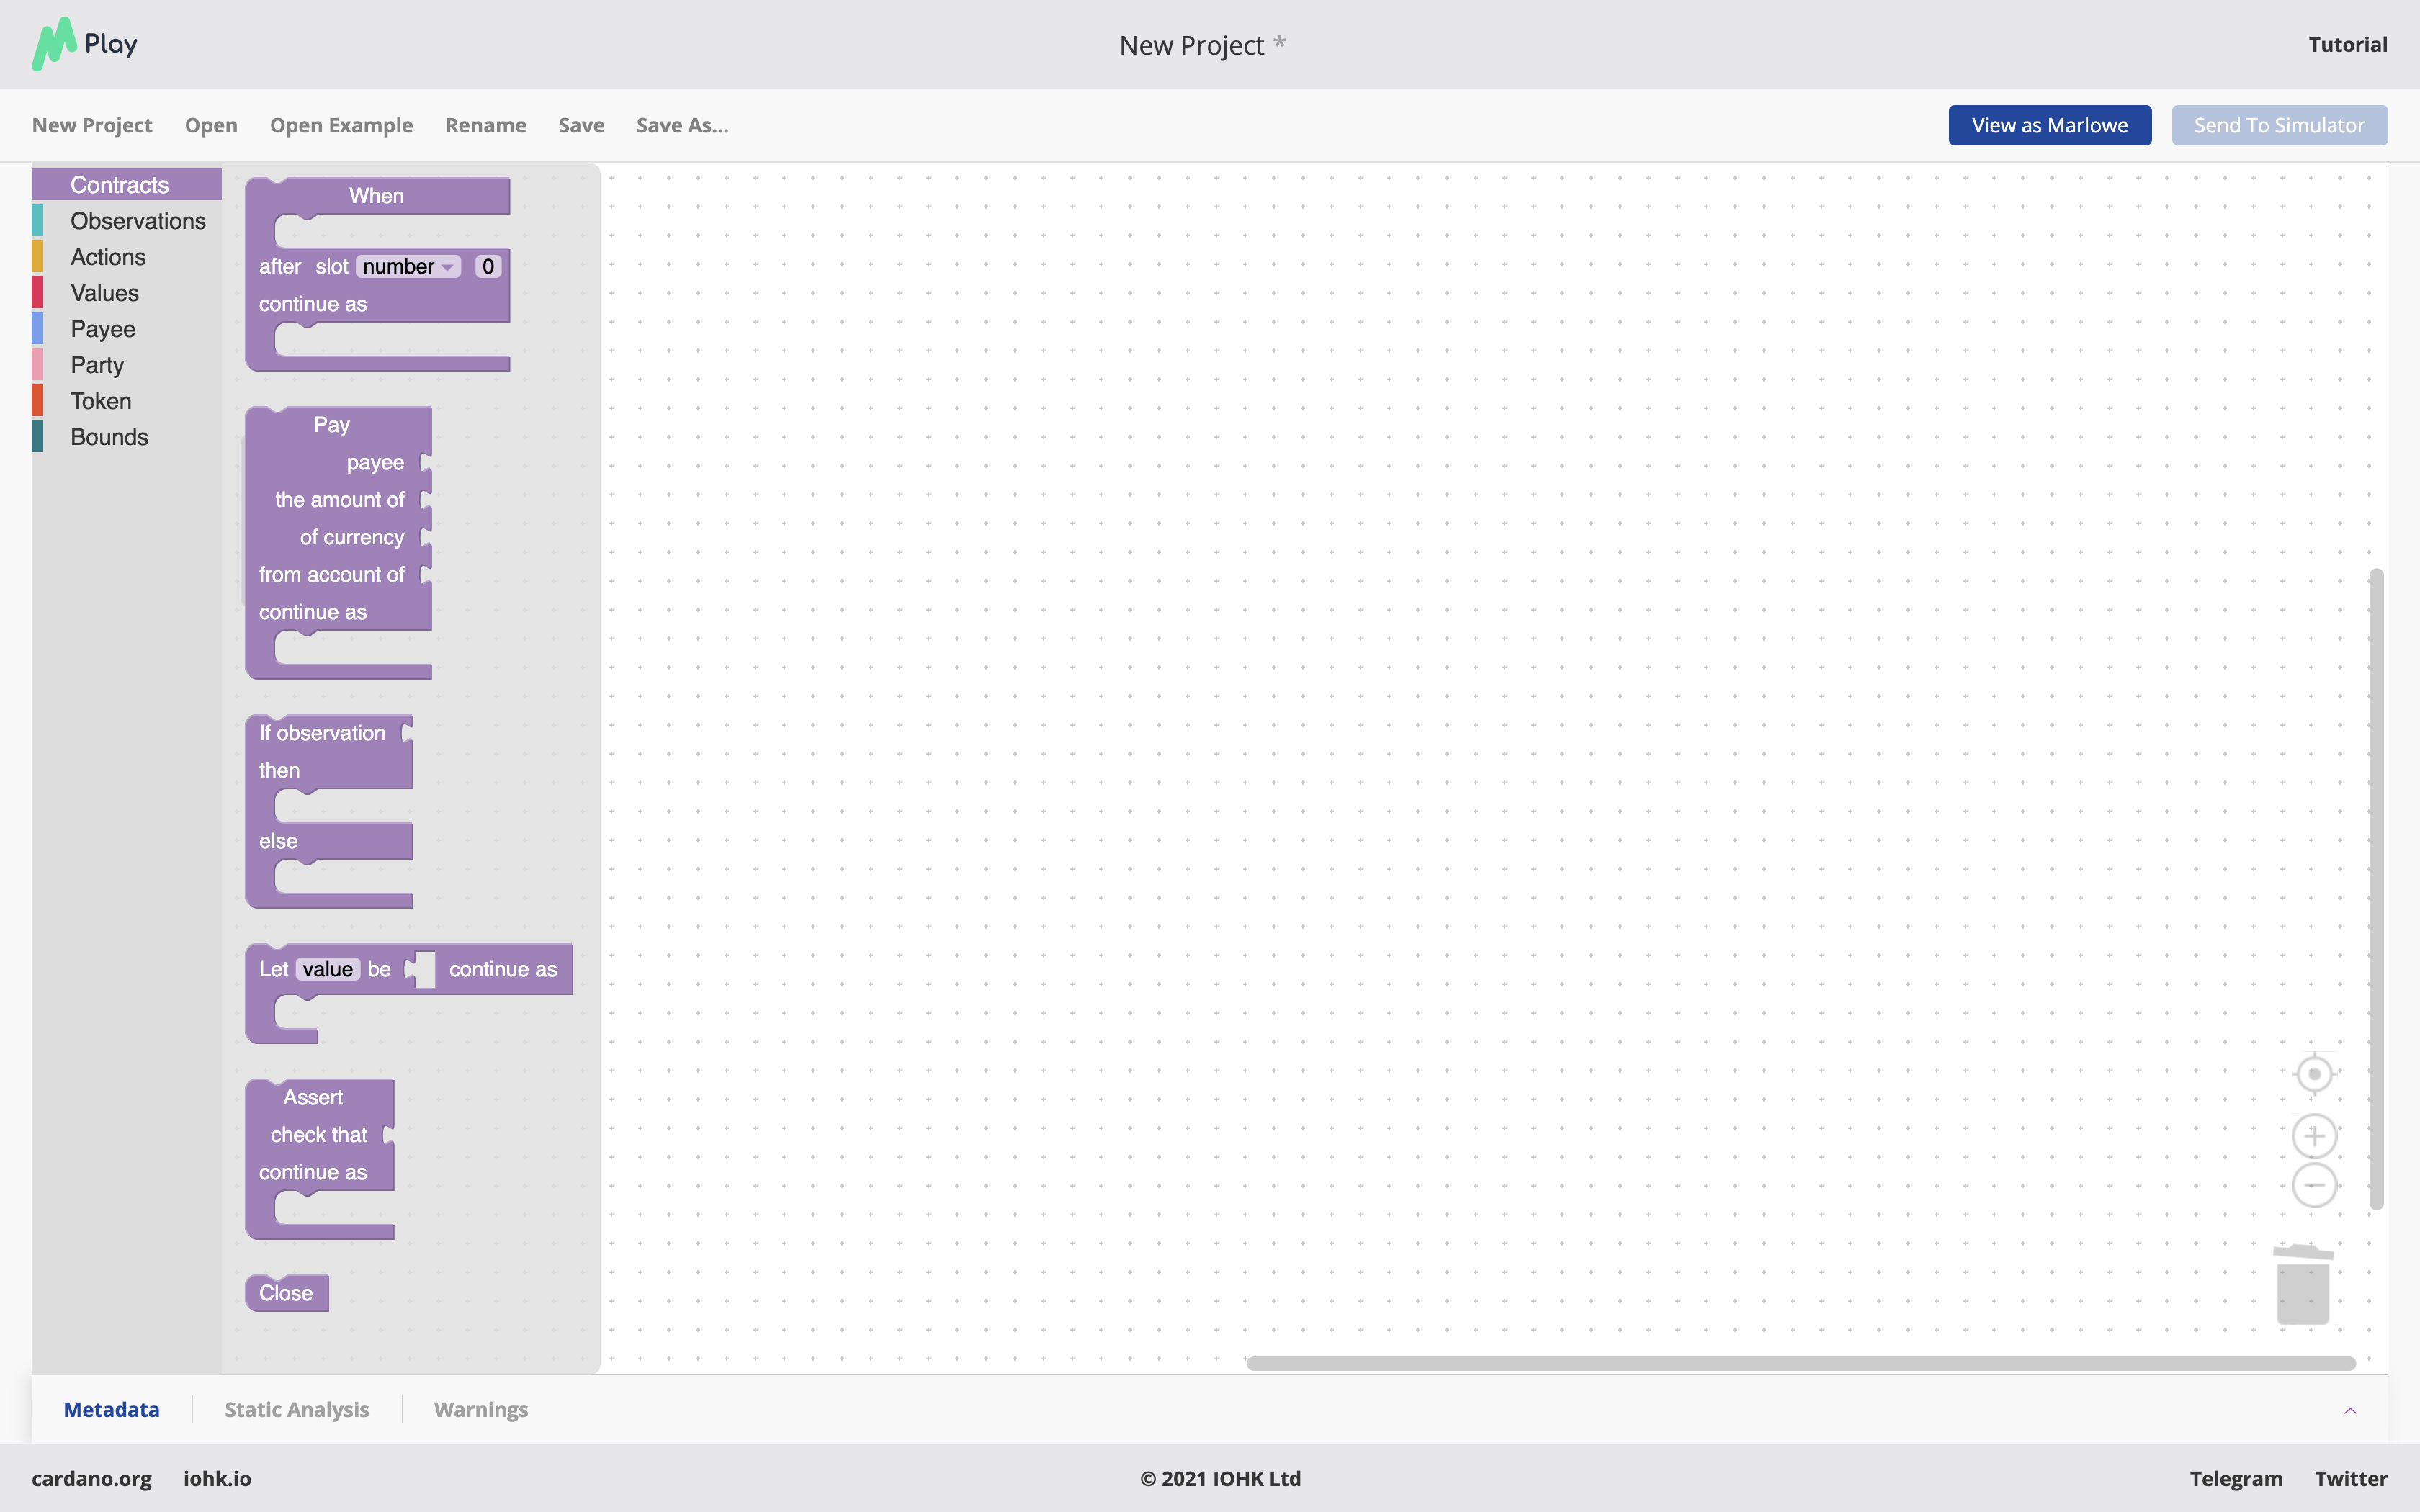 Play
New Project *
Tutorial
New Project Open Open Example Rename Save Save As...
View as Marlowe Send To Simulator
Contracts
Observations
Actions
Values
Payee
Party
Token
Bounds
When
after slot number 0
continue as
Pay
payee
the amount of
of currency
from account of
continue as
If observation
then
else
Let value be continue as
Assert
check that
continue as
Close
Metadata Static Analysis Warnings
cardano.org iohk.io
© 2021 IOHK Ltd
Telegram Twitter